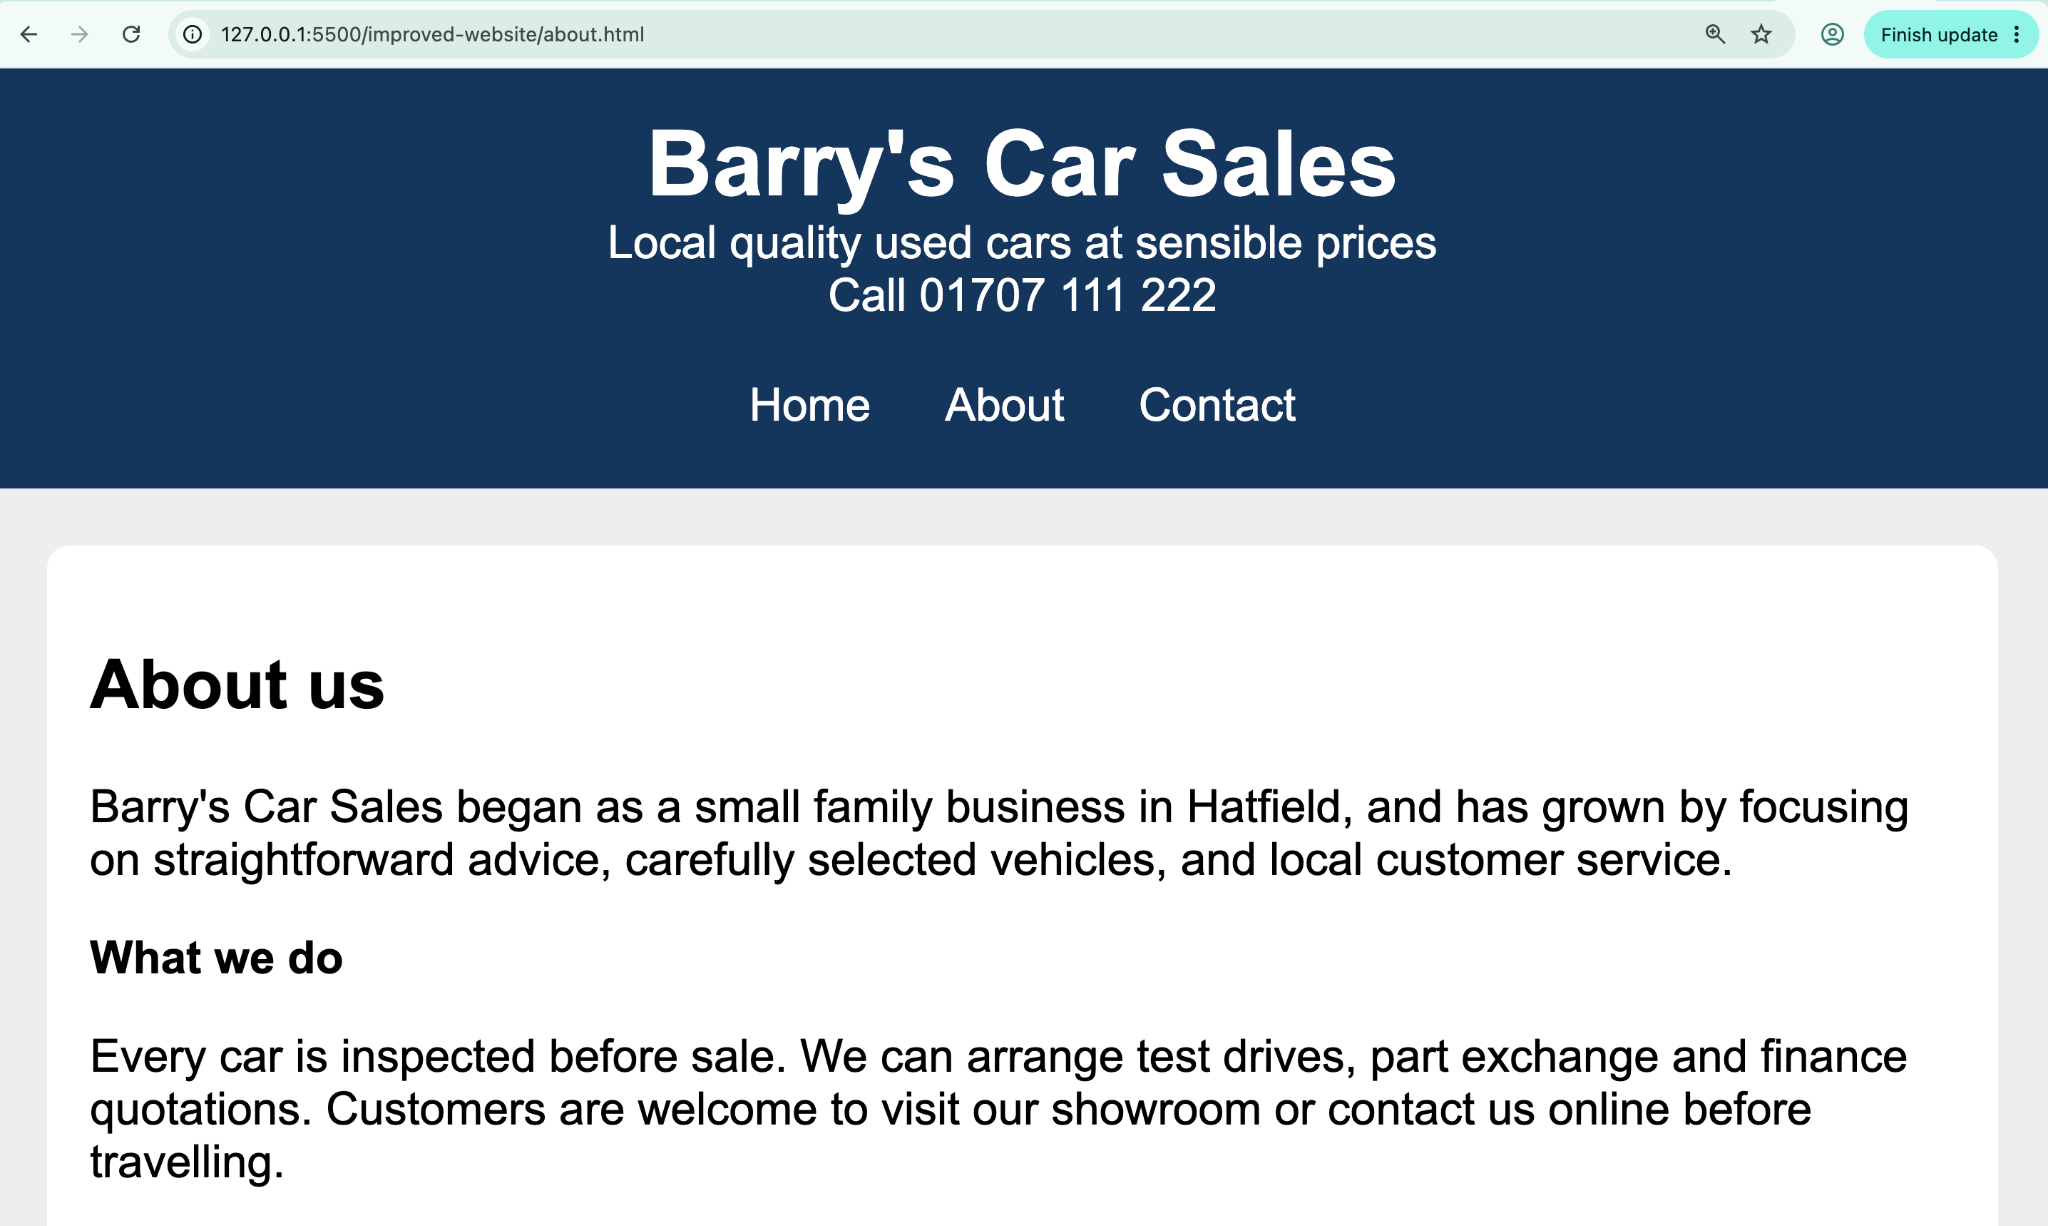 127.0.0.1:5500/improved-website/about.html
Finish update
Barry's Car Sales
Local quality used cars at sensible prices
Call 01707 111 222
Home About Contact
About us
Barry's Car Sales began as a small family business in Hatfield, and has grown by focusing
on straightforward advice, carefully selected vehicles, and local customer service.
What we do
Every car is inspected before sale. We can arrange test drives, part exchange and finance
quotations. Customers are welcome to visit our showroom or contact us online before
travelling.